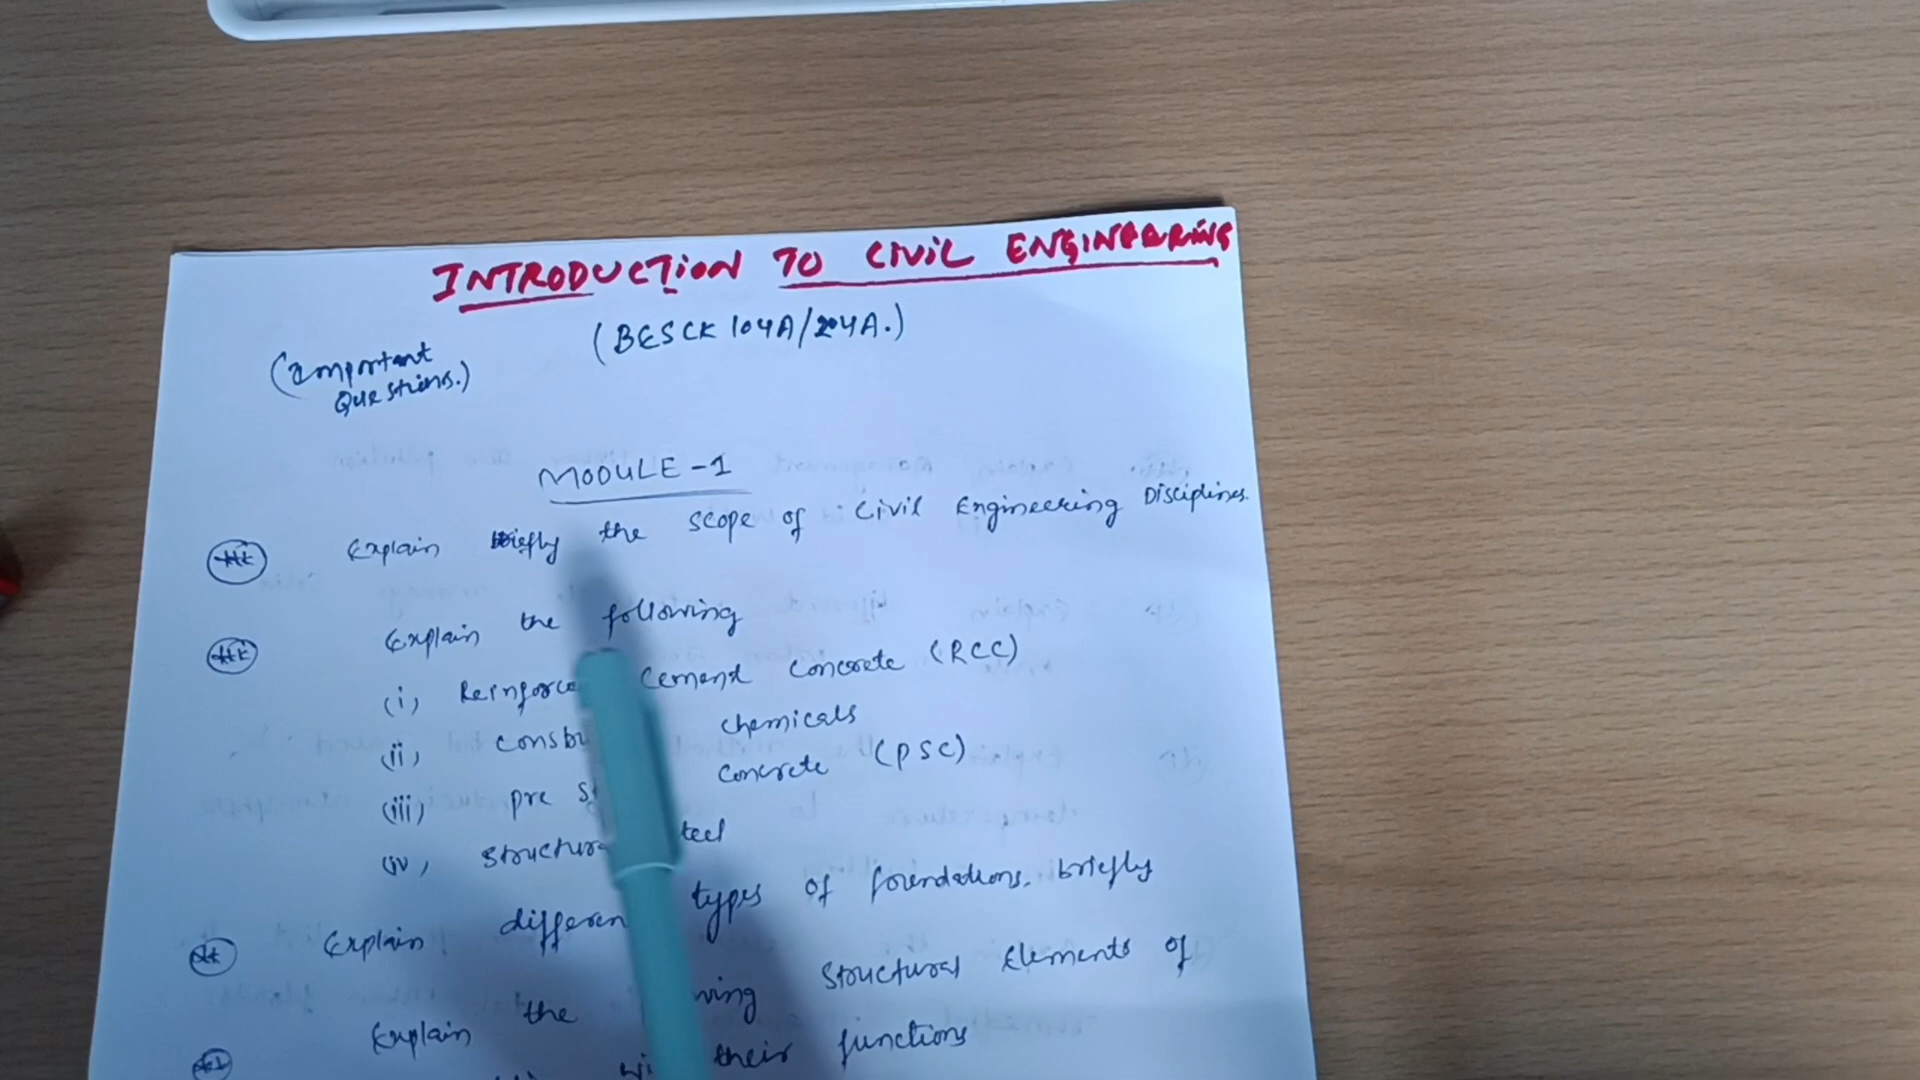 INTRODUCTION TO CIVIL ENGINEERING
(BESCK 104A/204A.)
(Important
Questions.)
MODULE-1
Explain briefly the scope of civil Engineering Disciplines.
Explain the following
(i) Reinforce cement concrete (RCC)
(ii) chemicals
(iii) pre concrete (PSC)
(iv)
Explain types of foundations. briefly
Explain the structural Elements of
their functions